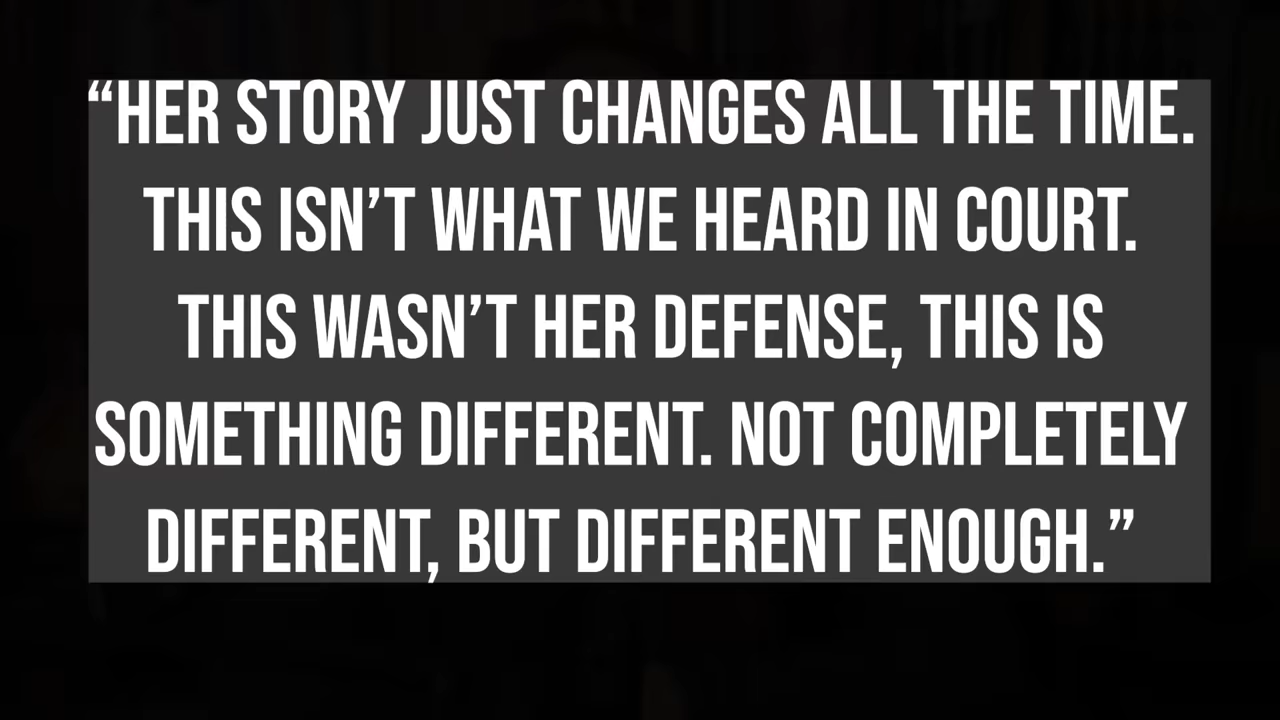 “HER STORY JUST CHANGES ALL THE TIME.
THIS ISN’T WHAT WE HEARD IN COURT.
THIS WASN’T HER DEFENSE, THIS IS
SOMETHING DIFFERENT. NOT COMPLETELY
DIFFERENT, BUT DIFFERENT ENOUGH.”